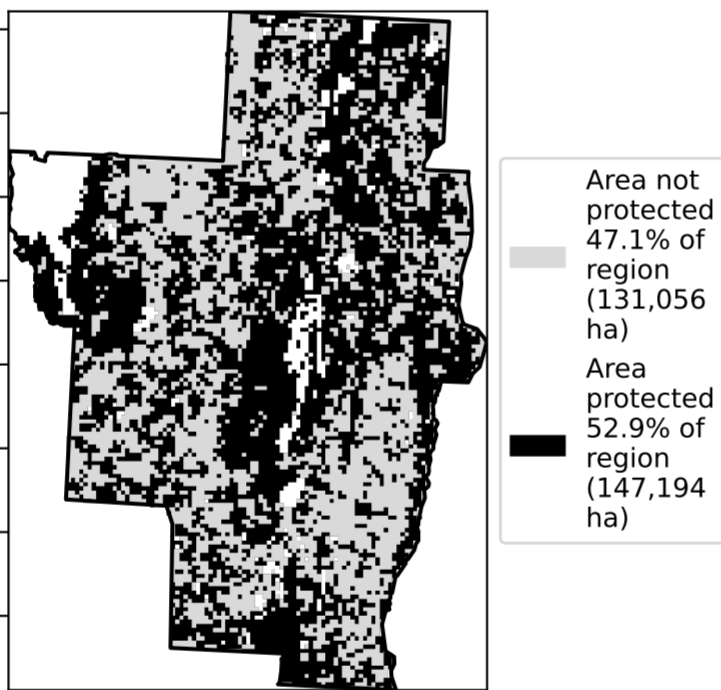 Area not
protected
47.1% of
region
(131,056
ha)
Area
protected
52.9% of
region
(147,194
ha)